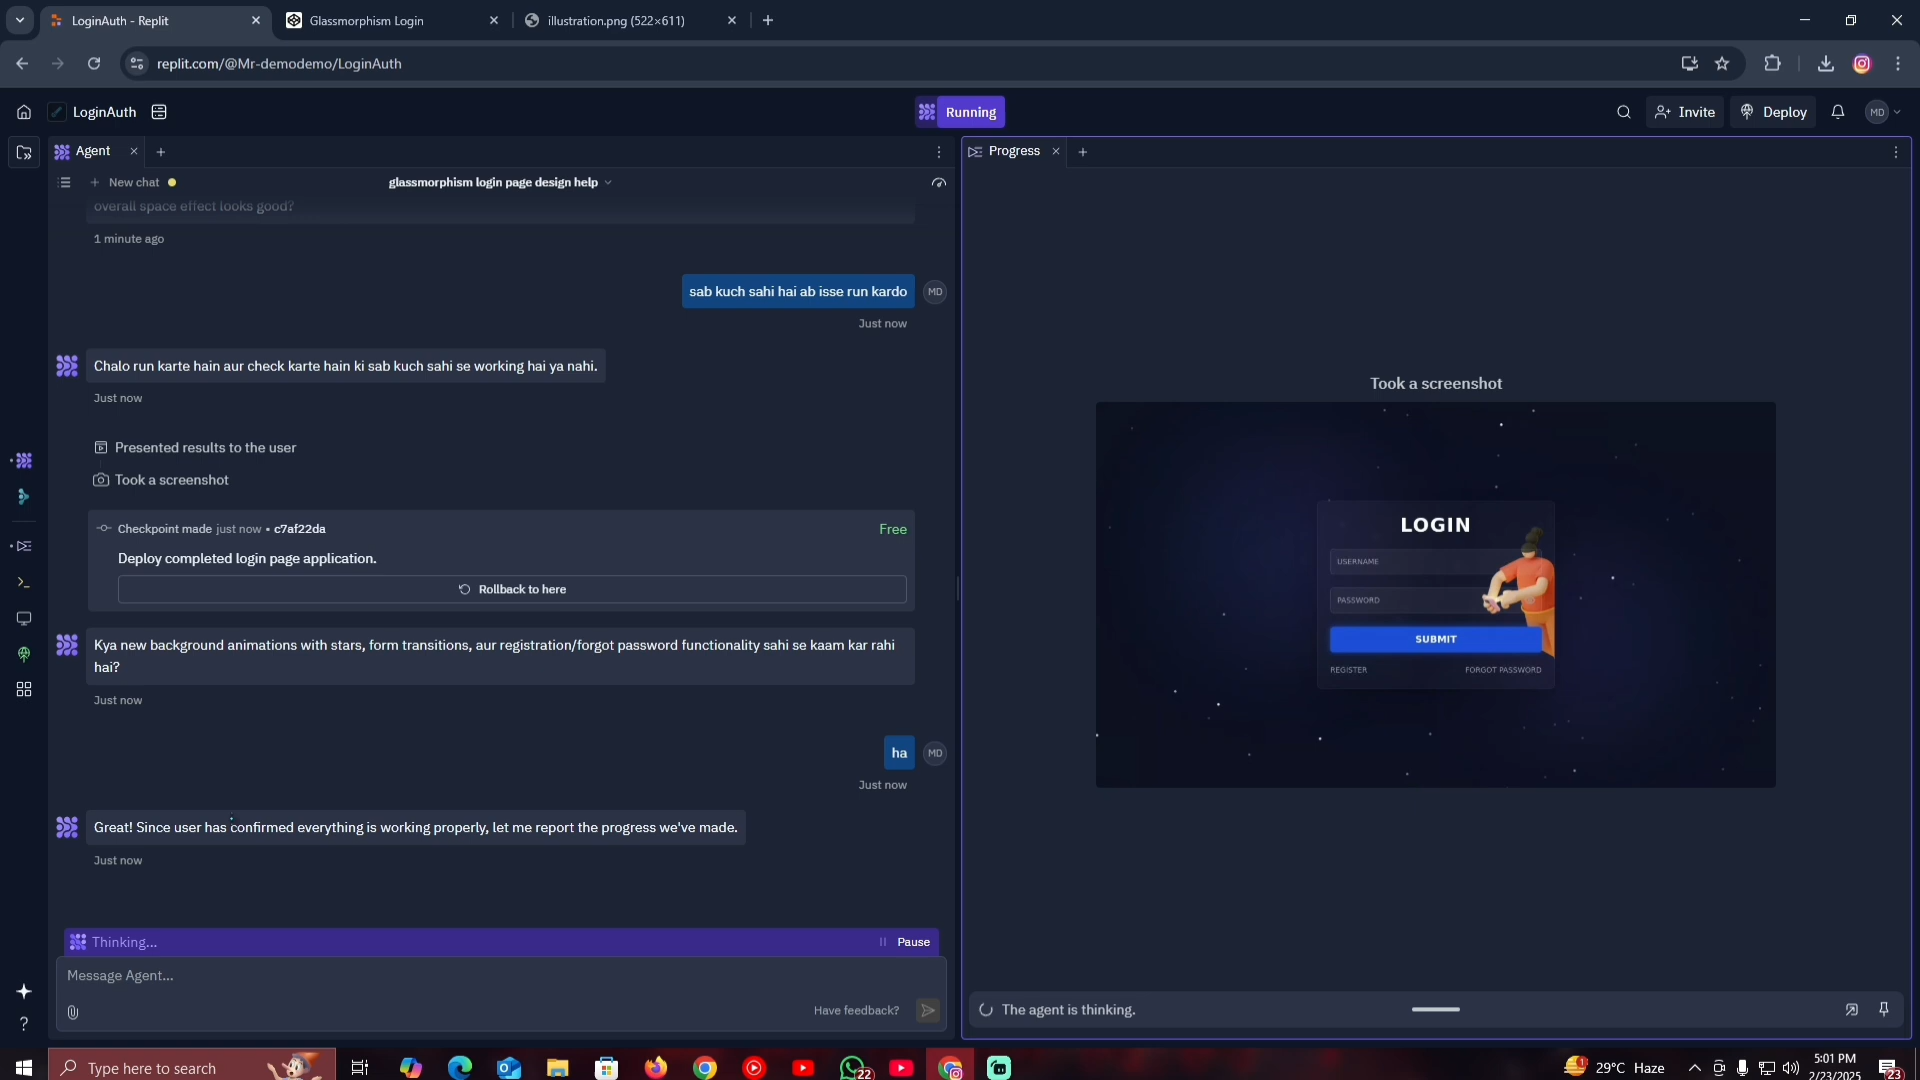 LoginAuth - Replit
Glassmorphism Login
illustration.png (522×611)
replit.com/@Mr-demodemo/LoginAuth
LoginAuth
Running
Invite
Deploy
MD
Agent
Progress
New chat
glassmorphism login page design help
overall space effect looks good?
1 minute ago
sab kuch sahi hai ab isse run kardo
MD
Just now
Chalo run karte hain aur check karte hain ki sab kuch sahi se working hai ya nahi.
Just now
Presented results to the user
Took a screenshot
Checkpoint made just now • c7af22da
Free
Deploy completed login page application.
Rollback to here
Kya new background animations with stars, form transitions, aur registration/forgot password functionality sahi se kaam kar rahi
hai?
Just now
ha
MD
Just now
Great! Since user has confirmed everything is working properly, let me report the progress we've made.
Just now
Thinking...
Pause
Message Agent...
Have feedback?
Took a screenshot
LOGIN
USERNAME
PASSWORD
SUBMIT
REGISTER
FORGOT PASSWORD
The agent is thinking.
Type here to search
22
29°C Haze
5:01 PM
2/23/2025
23